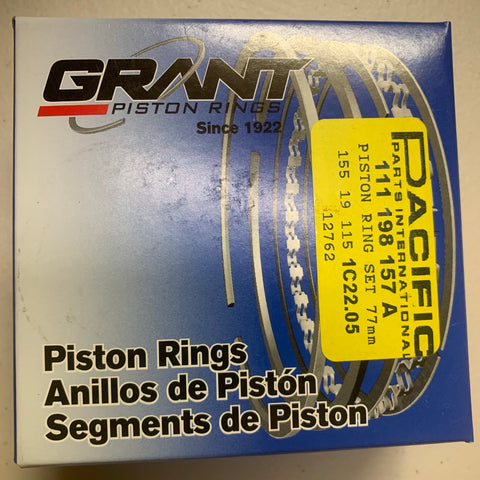 GRANT
PISTON RINGS
Since 1922
PACIFIC
PARTS INTERNATIONAL
111 198 157 A
PISTON RING SET 77mm
155 19 115 1C22.05
12762
Piston Rings
Anillos de Pistón
Segments de Piston